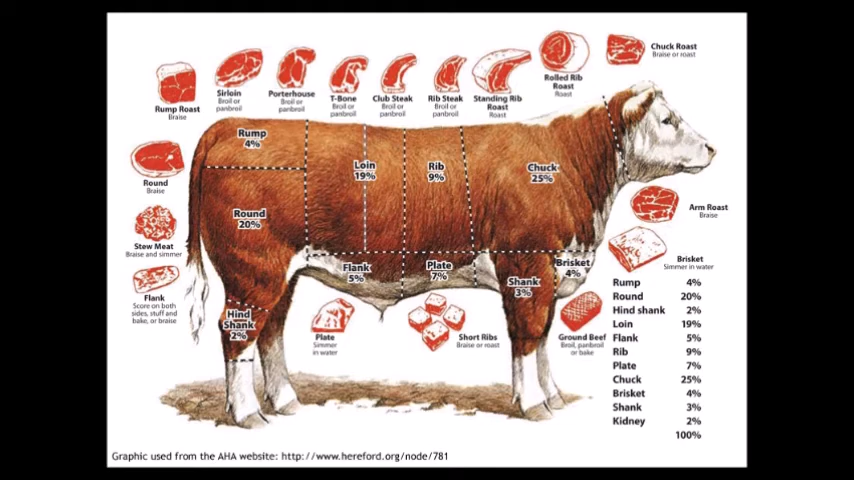 Chuck Roast
Braise or roast
Rolled Rib
Roast
Roast
Rump Roast
Braise
Sirloin
Broil or
panbroil
Porterhouse
Broil or
panbroil
T-Bone
Broil or
panbroil
Club Steak
Broil or
panbroil
Rib Steak
Broil or
panbroil
Standing Rib
Roast
Roast
Rump
4%
Loin
19%
Rib
9%
Chuck
25%
Round
Braise
Round
20%
Arm Roast
Braise
Stew Meat
Braise and simmer
Flank
5%
Plate
7%
Brisket
4%
Shank
3%
Brisket
Simmer in water
Flank
Score on both
sides, stuff and
bake, or braise
Hind
Shank
2%
Plate
Simmer
in water
Short Ribs
Braise or roast
Ground Beef
Broil, panbroil
or bake
Rump 4%
Round 20%
Hind shank 2%
Loin 19%
Flank 5%
Rib 9%
Plate 7%
Chuck 25%
Brisket 4%
Shank 3%
Kidney 2%
100%
Graphic used from the AHA website: http://www.hereford.org/node/781